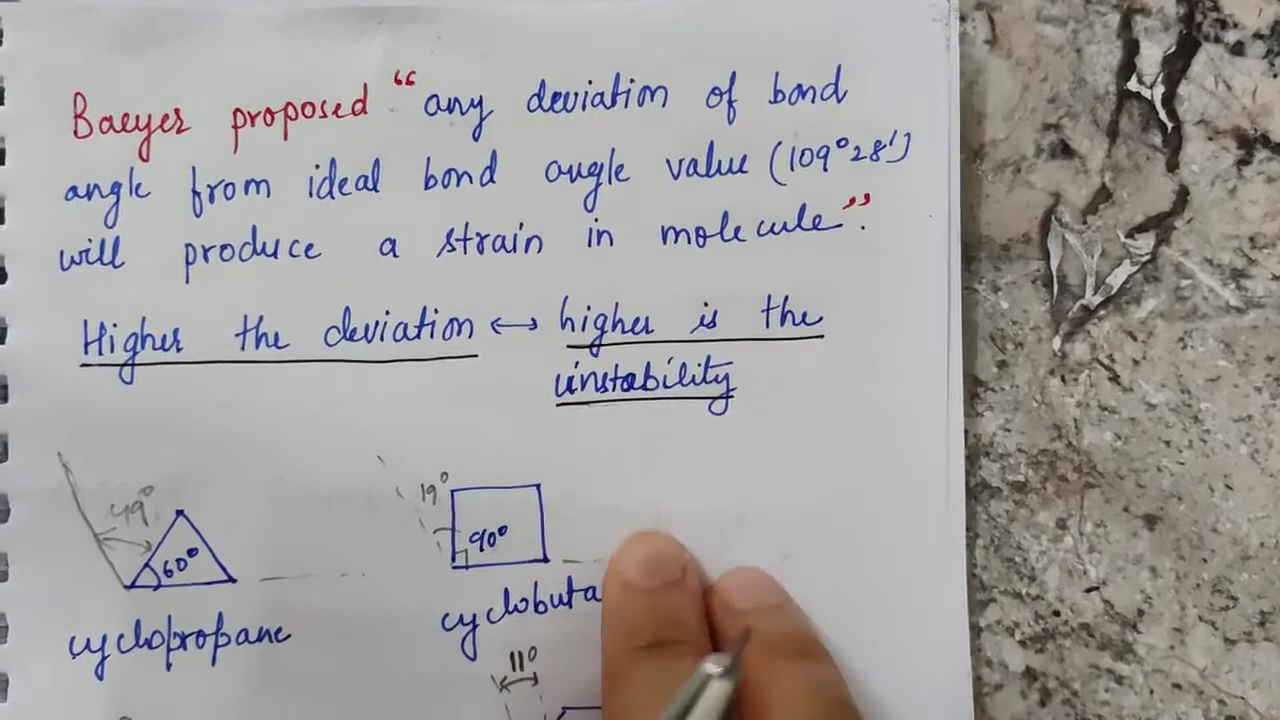 Baeyer proposed “any deviation of bond
angle from ideal bond angle value (109°28')
will produce a strain in molecule”.
Higher the deviation ↔ higher is the
unstability
49°
60°
19°
90°
cyclopropane
cyclobuta
11°